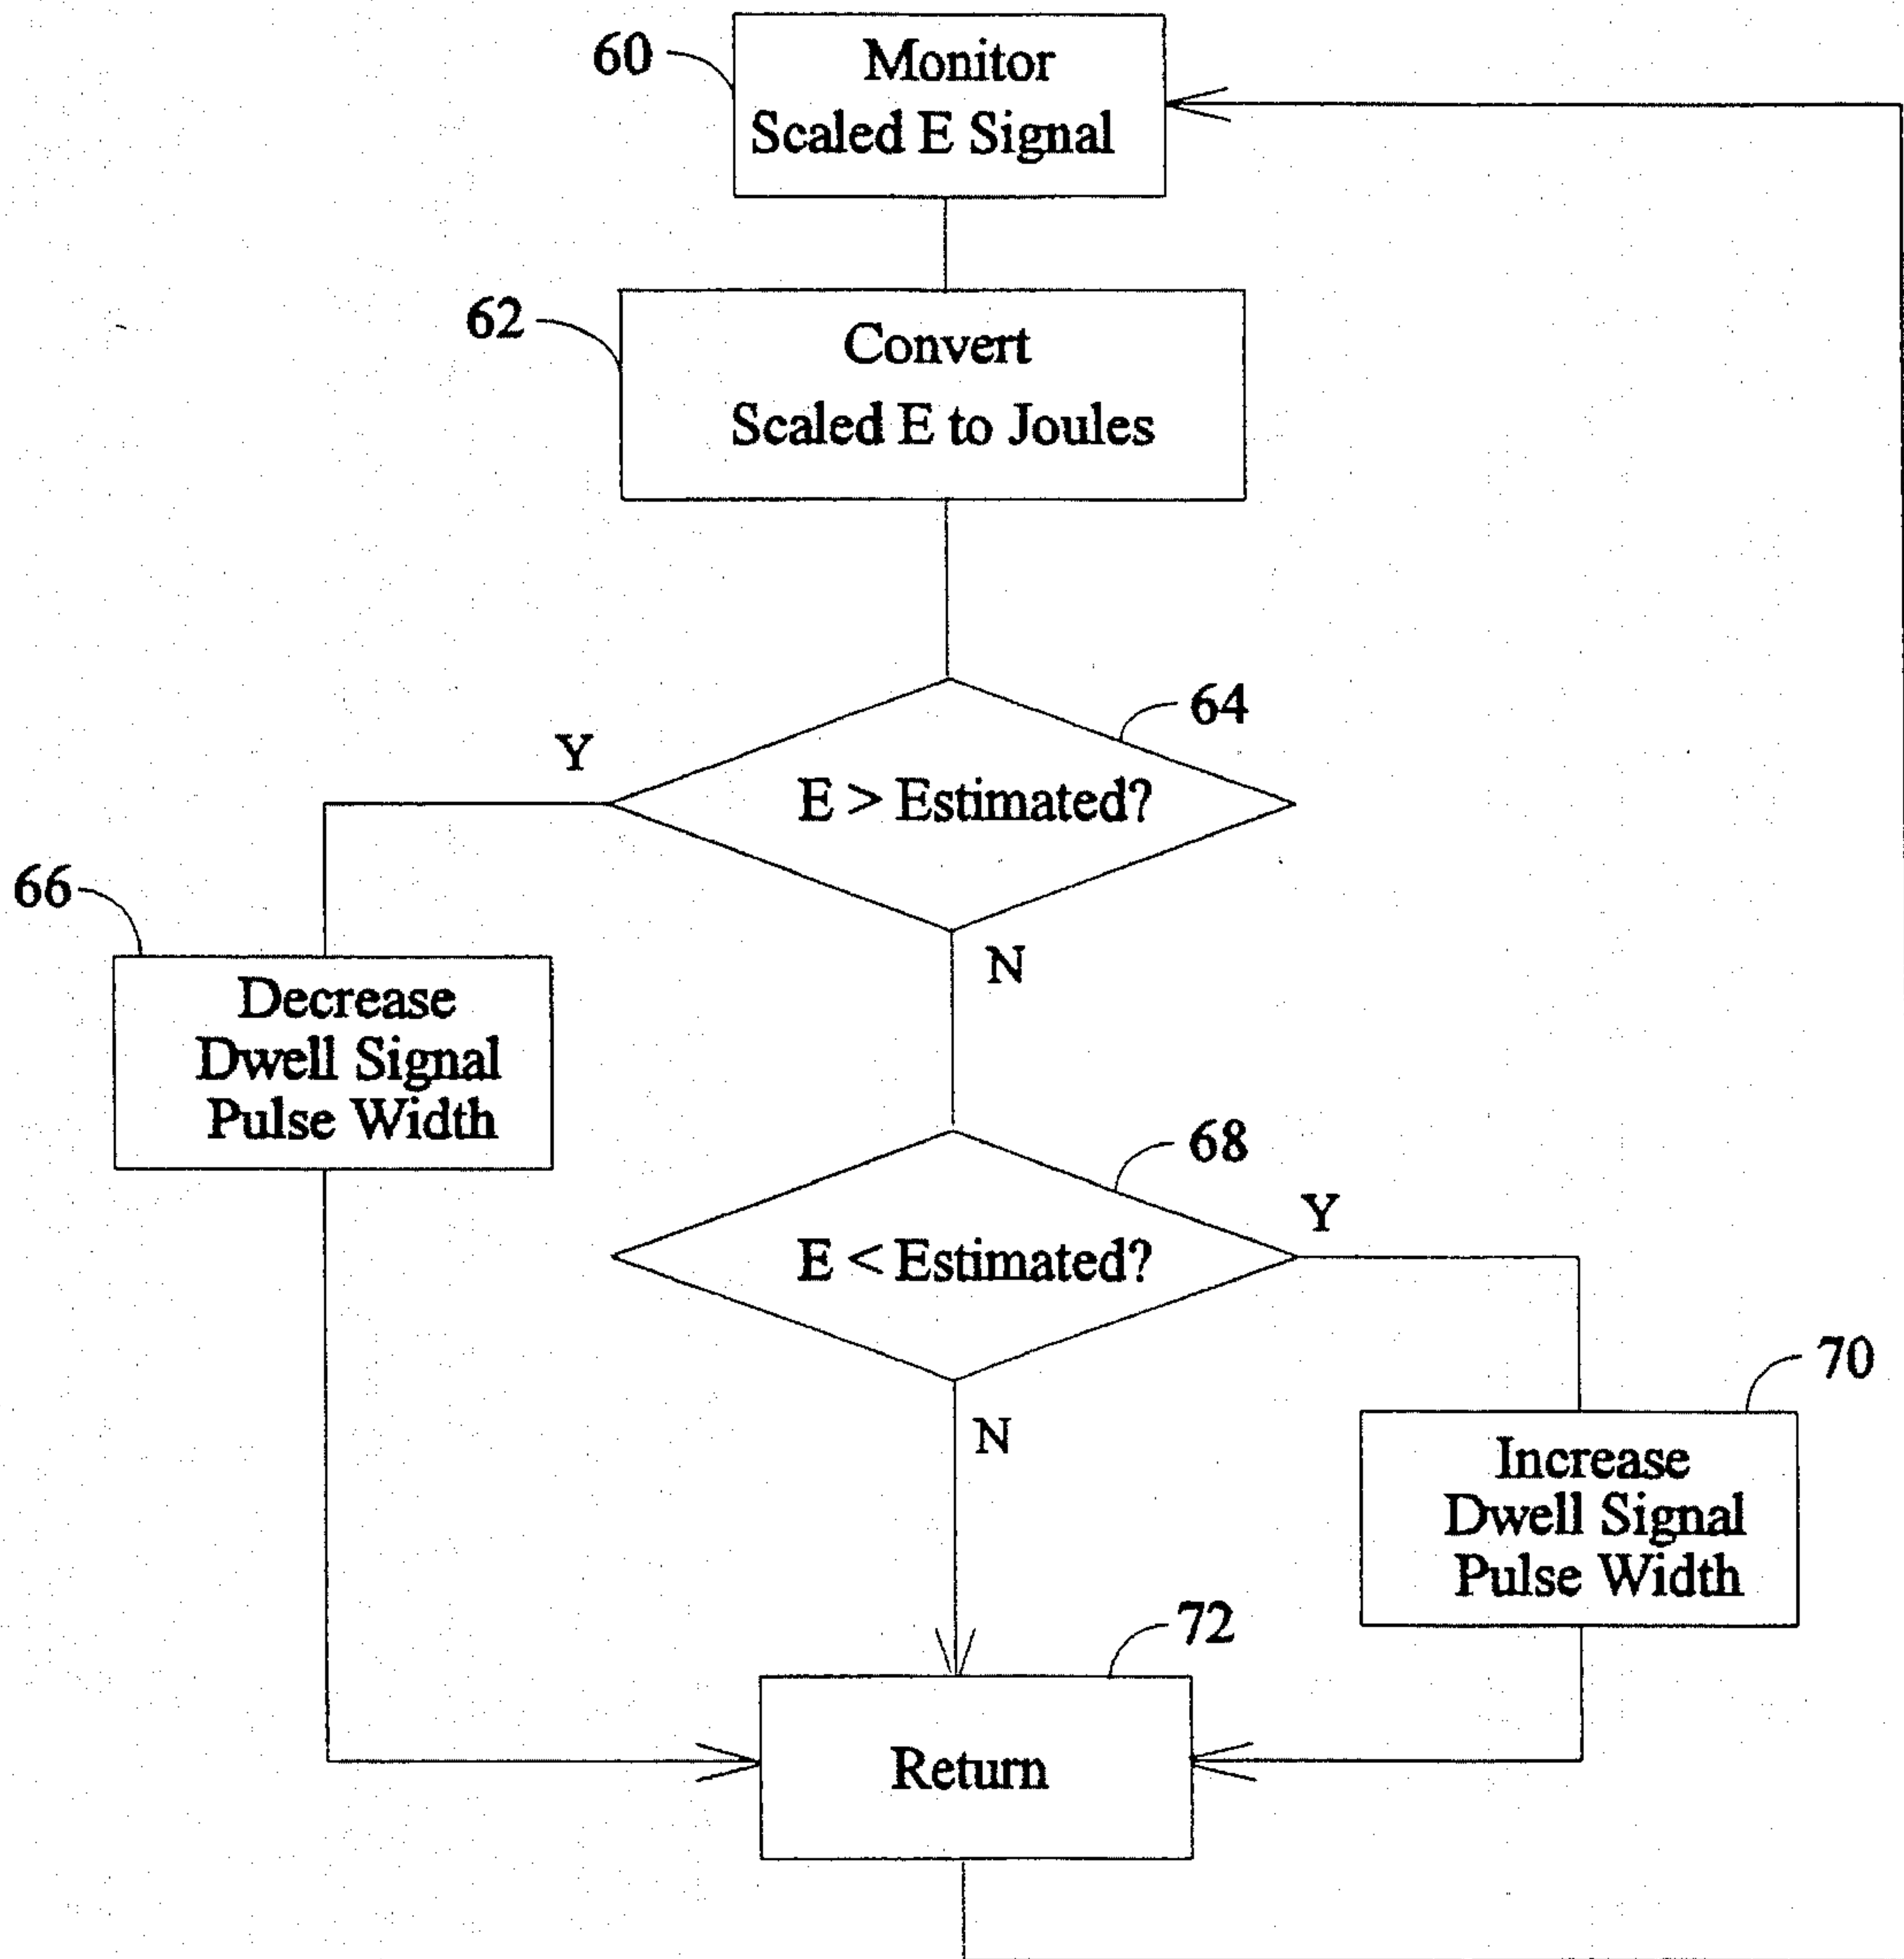 60
Monitor
Scaled E Signal
62
Convert
Scaled E to Joules
64
Y
E > Estimated?
66
N
Decrease
Dwell Signal
Pulse Width
68
Y
E < Estimated?
70
N
Increase
Dwell Signal
Pulse Width
72
Return